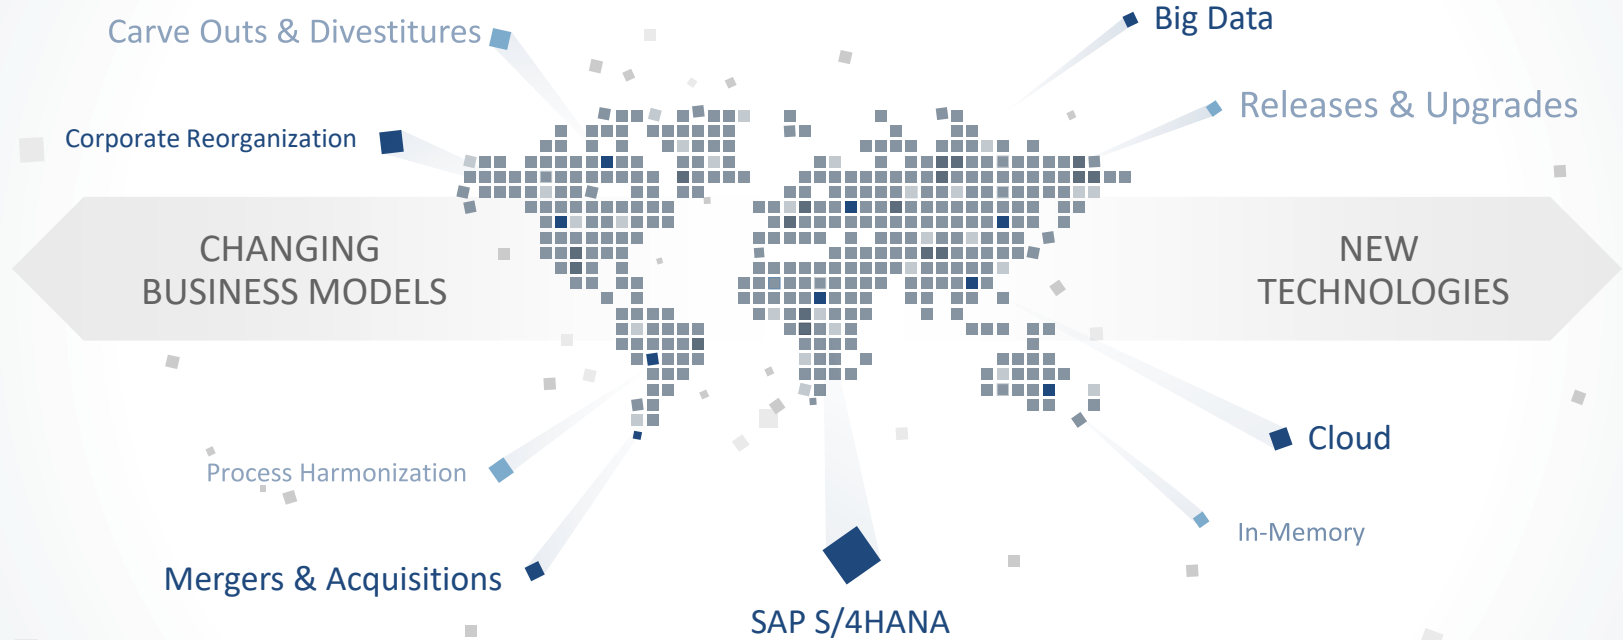 Carve Outs & Divestitures
Big Data
Releases & Upgrades
Corporate Reorganization
CHANGING
BUSINESS MODELS
NEW
TECHNOLOGIES
Cloud
Process Harmonization
In-Memory
Mergers & Acquisitions
SAP S/4HANA